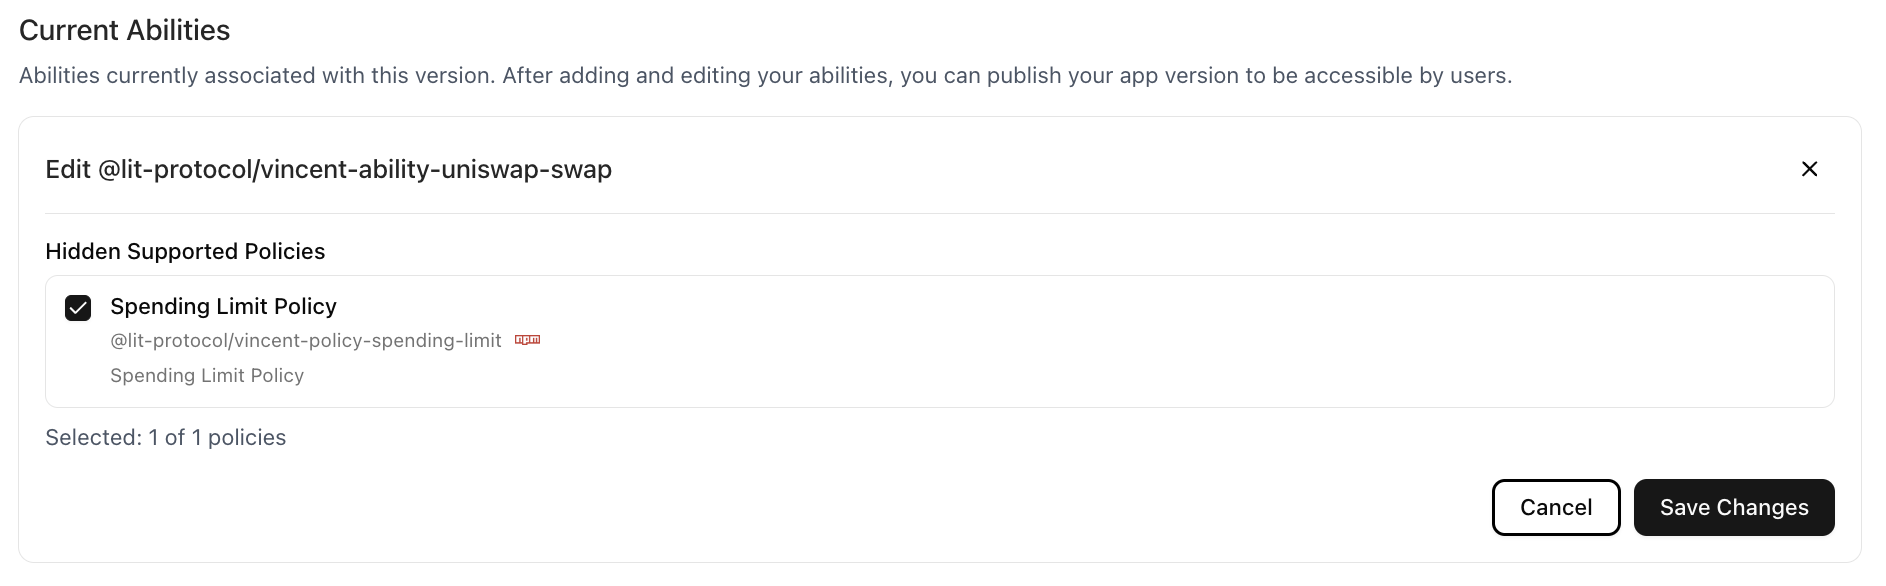 Current Abilities
Abilities currently associated with this version. After adding and editing your abilities, you can publish your app version to be accessible by users.
Edit @lit-protocol/vincent-ability-uniswap-swap
Hidden Supported Policies
Spending Limit Policy
@lit-protocol/vincent-policy-spending-limit npm
Spending Limit Policy
Selected: 1 of 1 policies
Cancel Save Changes